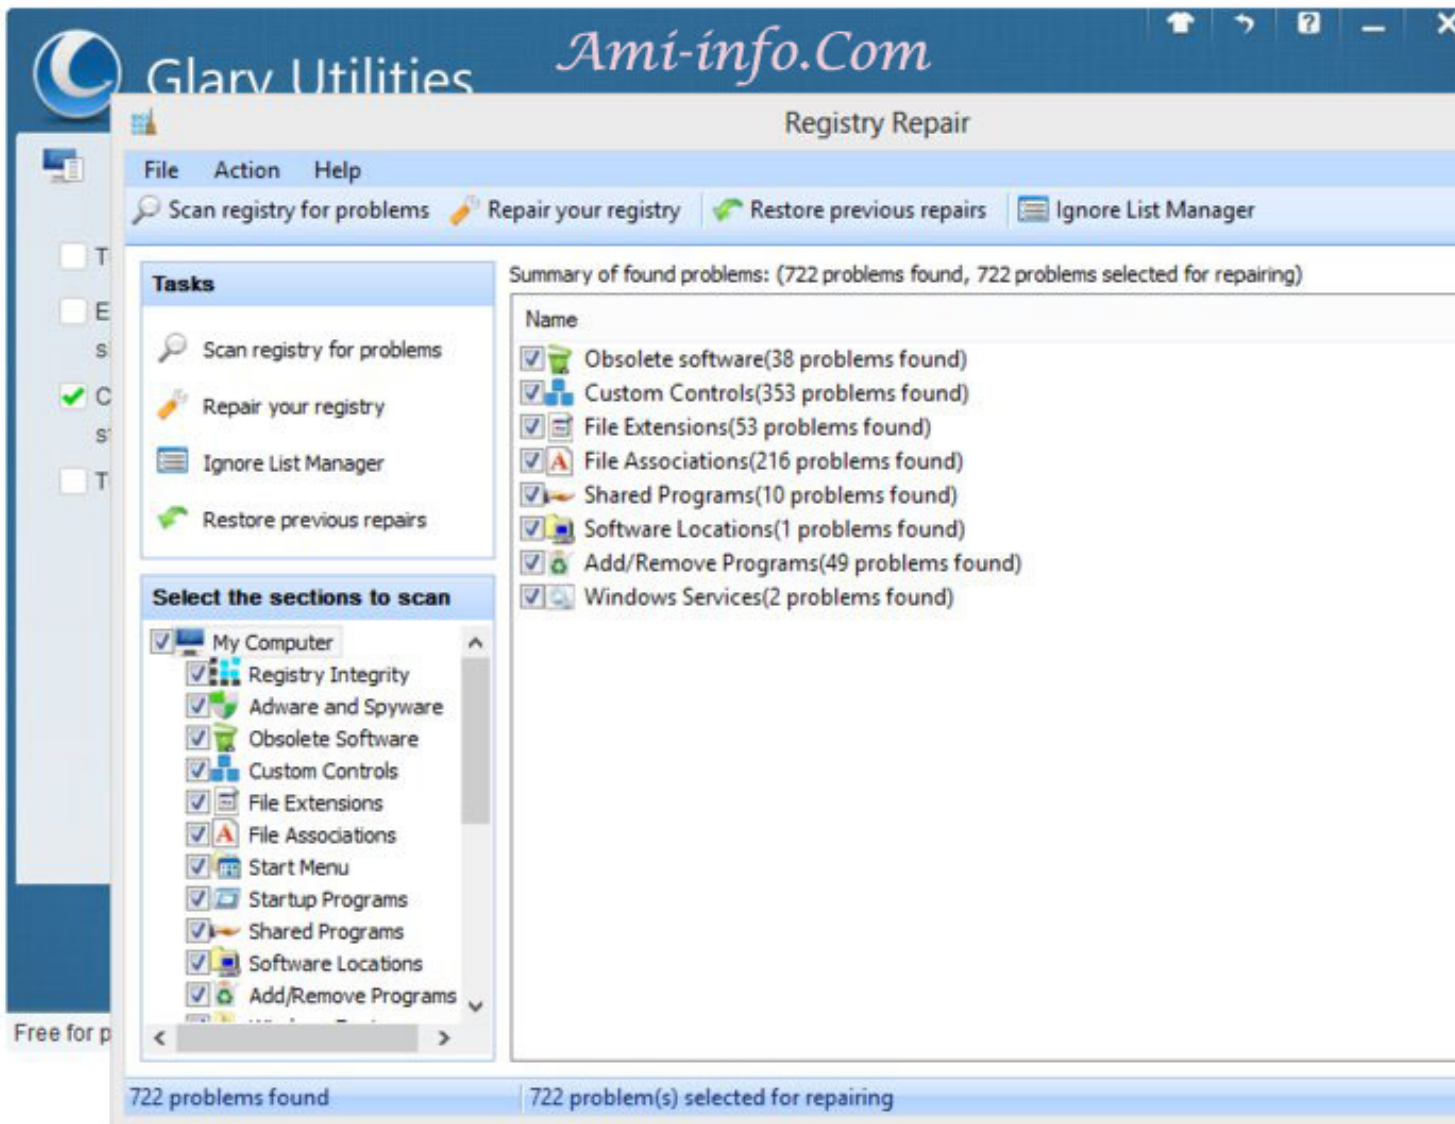 Ami-info.Com
Glary Utilities
Registry Repair
File Action Help
Scan registry for problems Repair your registry Restore previous repairs Ignore List Manager
T
E
s
C
s
T
Tasks
Scan registry for problems
Repair your registry
Ignore List Manager
Restore previous repairs
Select the sections to scan
My Computer
Registry Integrity
Adware and Spyware
Obsolete Software
Custom Controls
File Extensions
File Associations
Start Menu
Startup Programs
Shared Programs
Software Locations
Add/Remove Programs
Summary of found problems: (722 problems found, 722 problems selected for repairing)
Name
Obsolete software(38 problems found)
Custom Controls(353 problems found)
File Extensions(53 problems found)
File Associations(216 problems found)
Shared Programs(10 problems found)
Software Locations(1 problems found)
Add/Remove Programs(49 problems found)
Windows Services(2 problems found)
Free for p
722 problems found
722 problem(s) selected for repairing